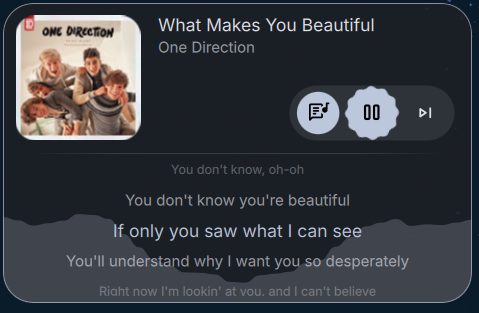 ONE DIRECTION
What Makes You Beautiful
One Direction
You don't know, oh-oh
You don't know you're beautiful
If only you saw what I can see
You'll understand why I want you so desperately
Right now I'm lookin' at you, and I can't believe